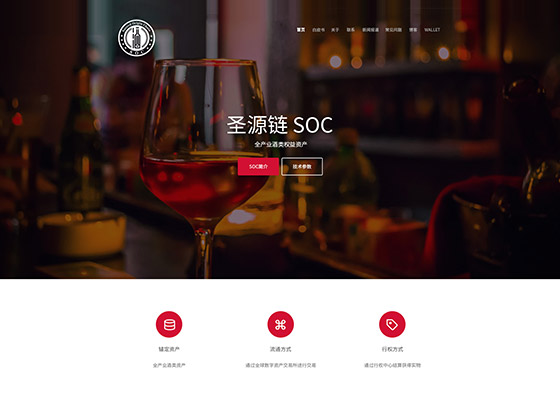 首页 白皮书 关于 联系 新闻报道 常见问题 博客 WALLET
圣源链 SOC
全产业酒类权益资产
SOC简介 技术参数
锚定资产 流通方式 行权方式
全产业酒类资产 通过全球数字资产交易所进行交易 通过行权中心结算获得实物